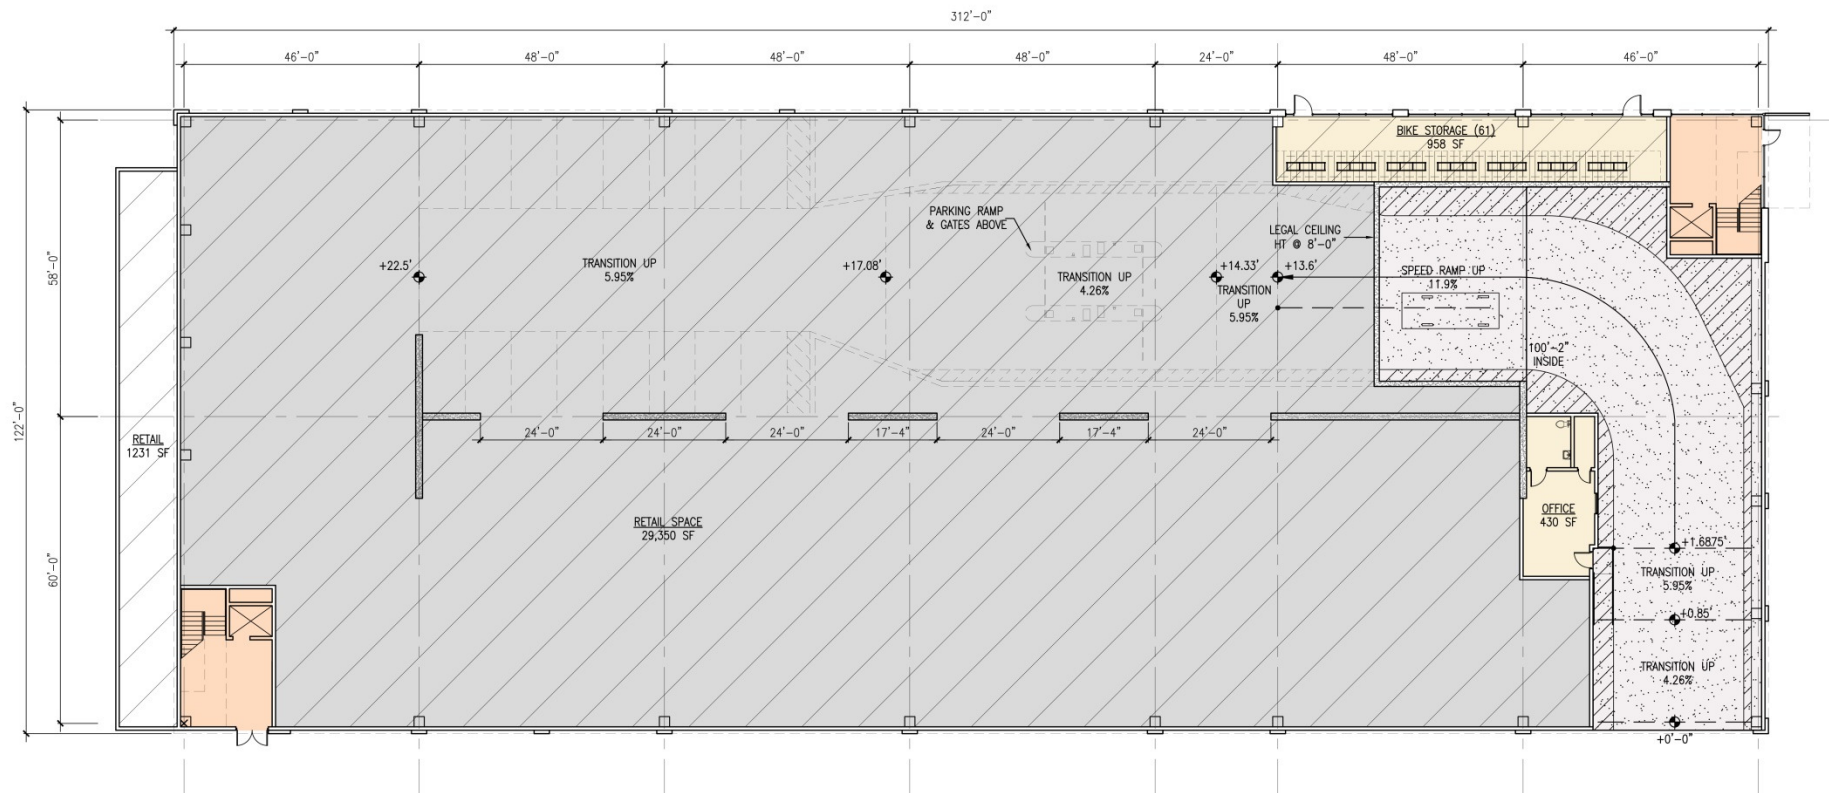 312'-0"
46'-0"
48'-0"
48'-0"
48'-0"
24'-0"
48'-0"
46'-0"
BIKE STORAGE (61)
958 SF
PARKING RAMP
& GATES ABOVE
LEGAL CEILING
HT @ 8'-0"
58'-0"
+22.5'
TRANSITION UP
5.95%
+17.08'
TRANSITION UP
4.26%
+14.33'
TRANSITION
UP
5.95%
+13.6'
SPEED RAMP UP
11.9%
100'-2"
INSIDE
122'-0"
RETAIL
1231 SF
24'-0"
24'-0"
24'-0"
17'-4"
24'-0"
17'-4"
24'-0"
RETAIL SPACE
29,350 SF
OFFICE
430 SF
60'-0"
+1.6875'
TRANSITION UP
5.95%
+0.85'
TRANSITION UP
4.26%
+0'-0"